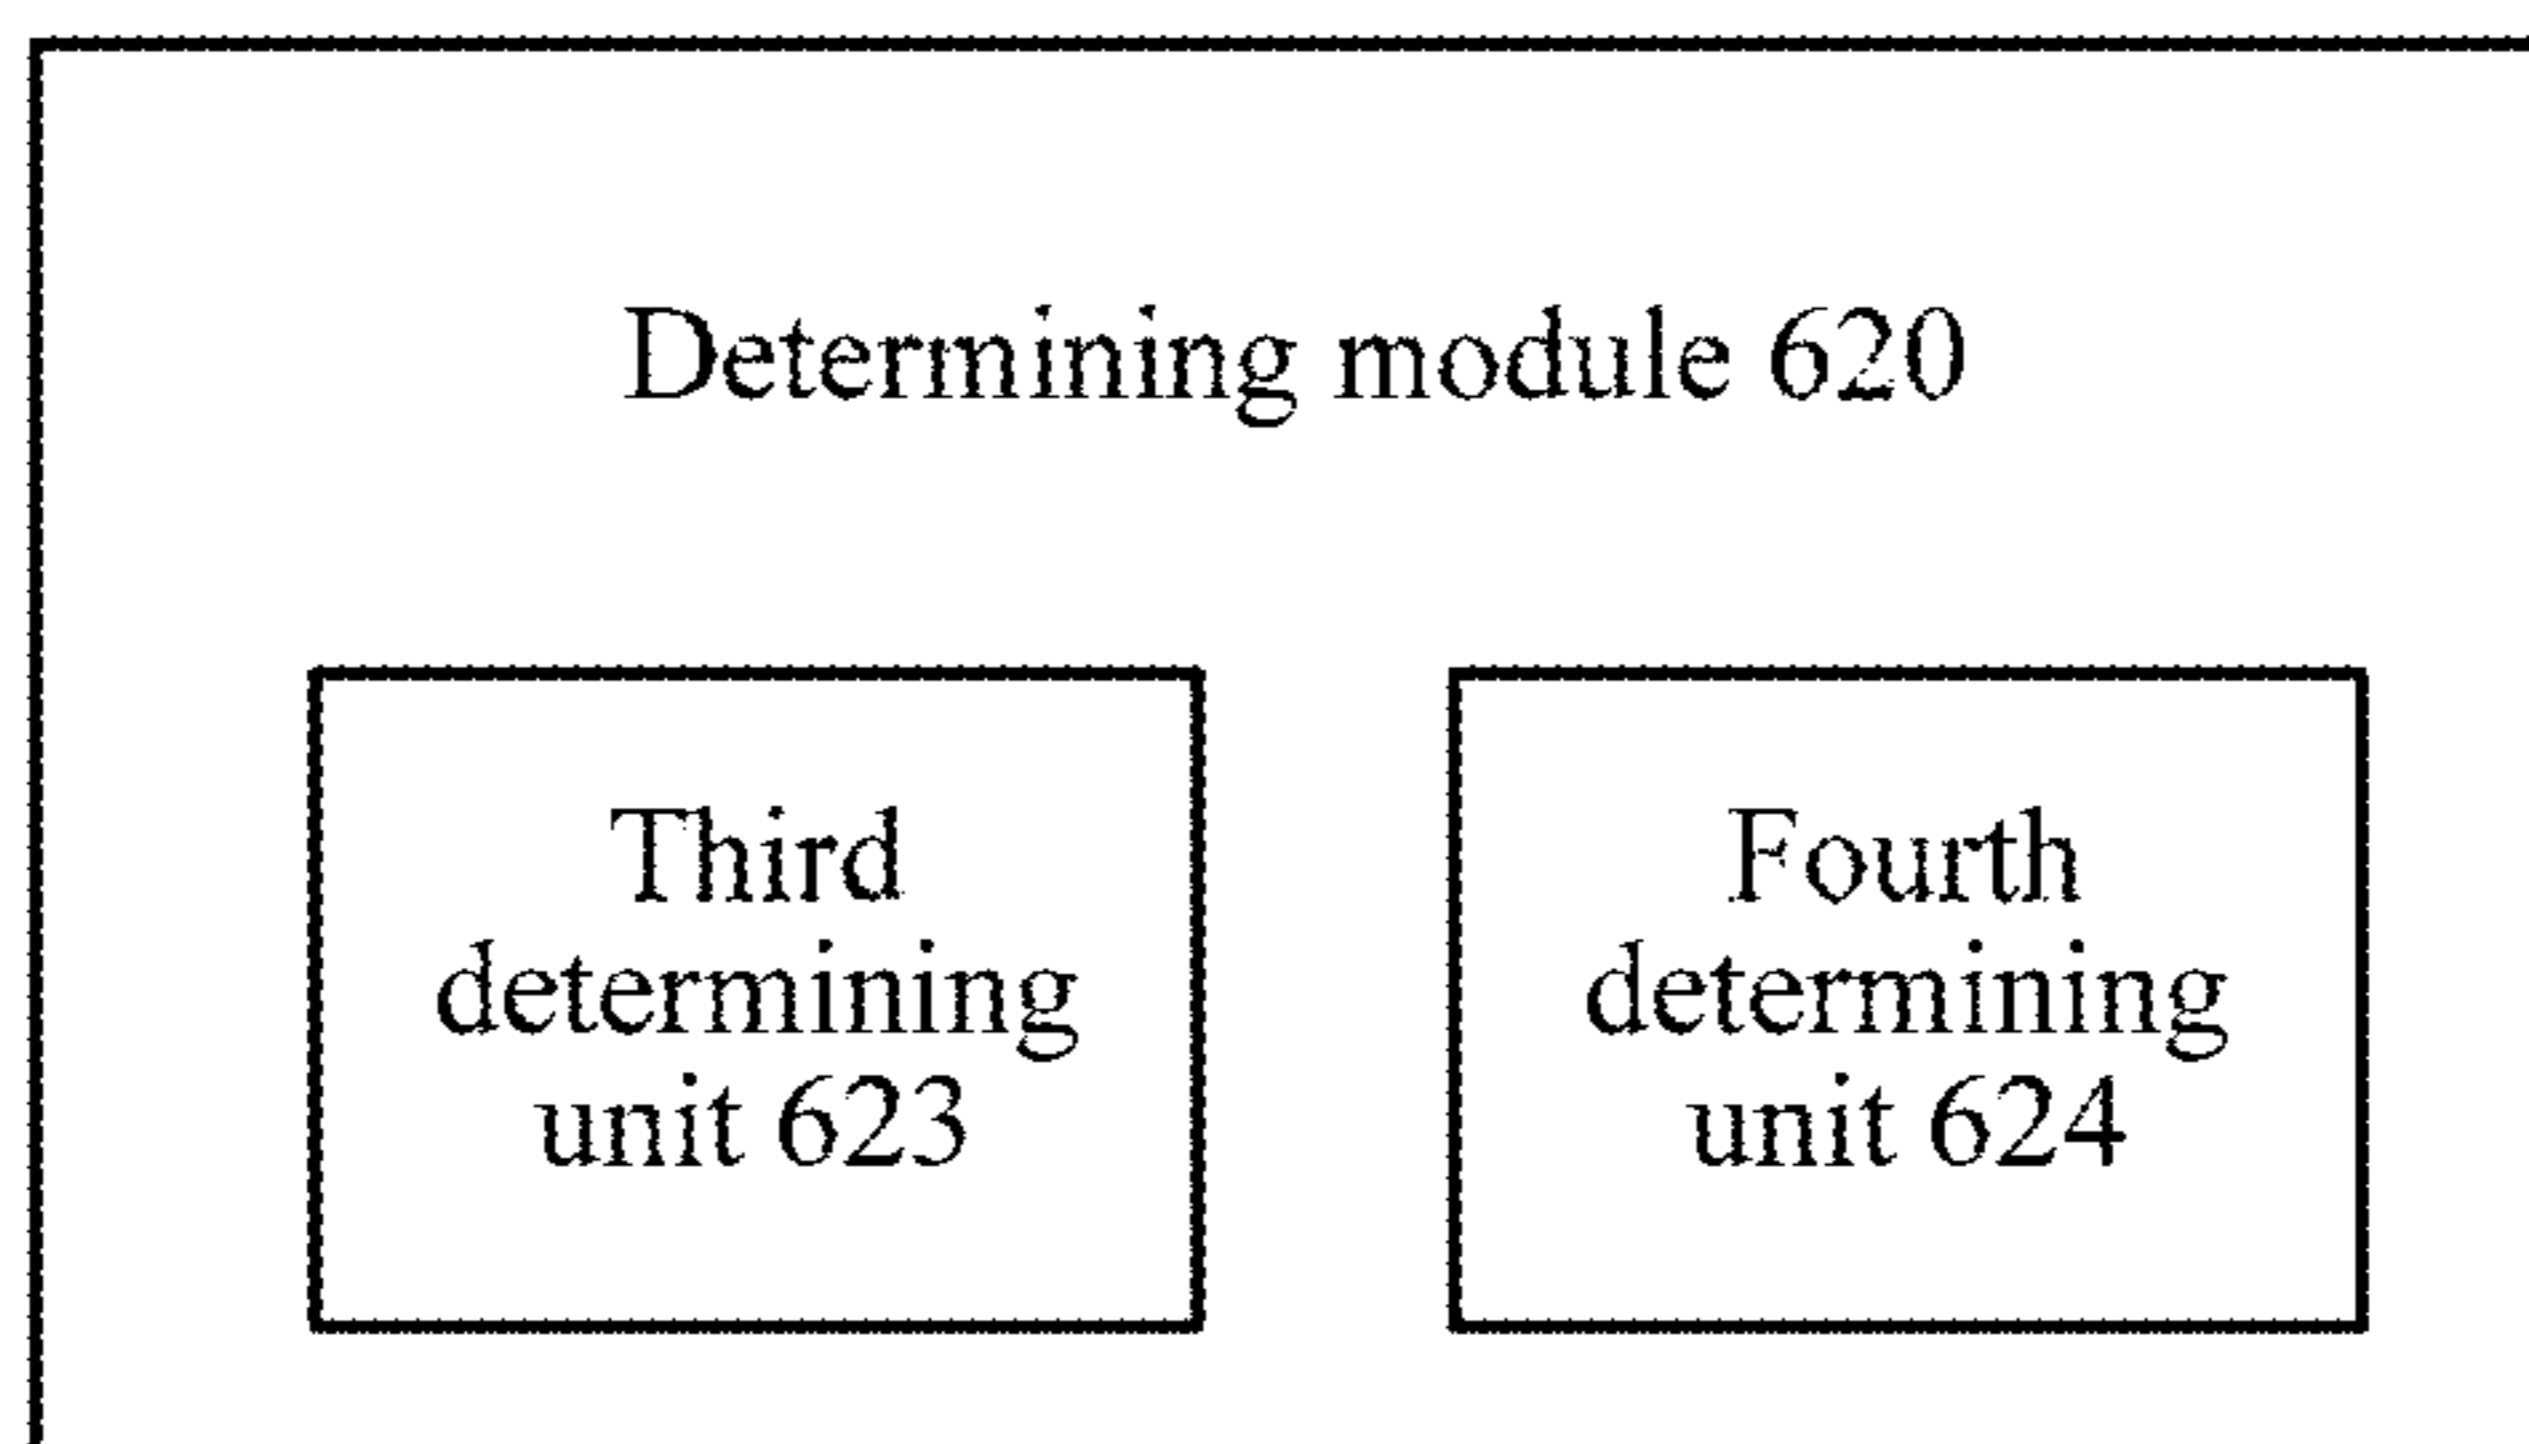 Determining module 620
Third
determining
unit 623
Fourth
determining
unit 624